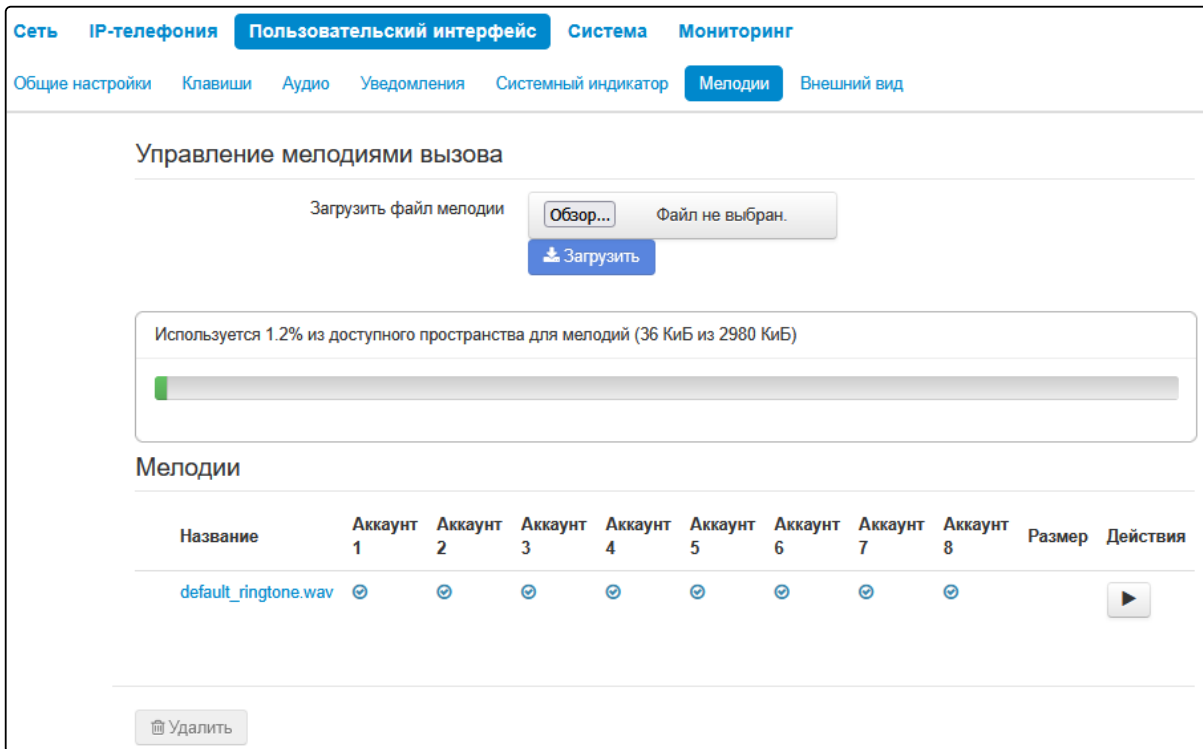 Сеть IP-телефония Пользовательский интерфейс Система Мониторинг
Общие настройки Клавиши Аудио Уведомления Системный индикатор Мелодии Внешний вид
Управление мелодиями вызова
Загрузить файл мелодии Обзор... Файл не выбран.
Загрузить
Используется 1.2% из доступного пространства для мелодий (36 КиБ из 2980 КиБ)
Мелодии
Название Аккаунт 1 Аккаунт 2 Аккаунт 3 Аккаунт 4 Аккаунт 5 Аккаунт 6 Аккаунт 7 Аккаунт 8 Размер Действия
default_ringtone.wav
Удалить